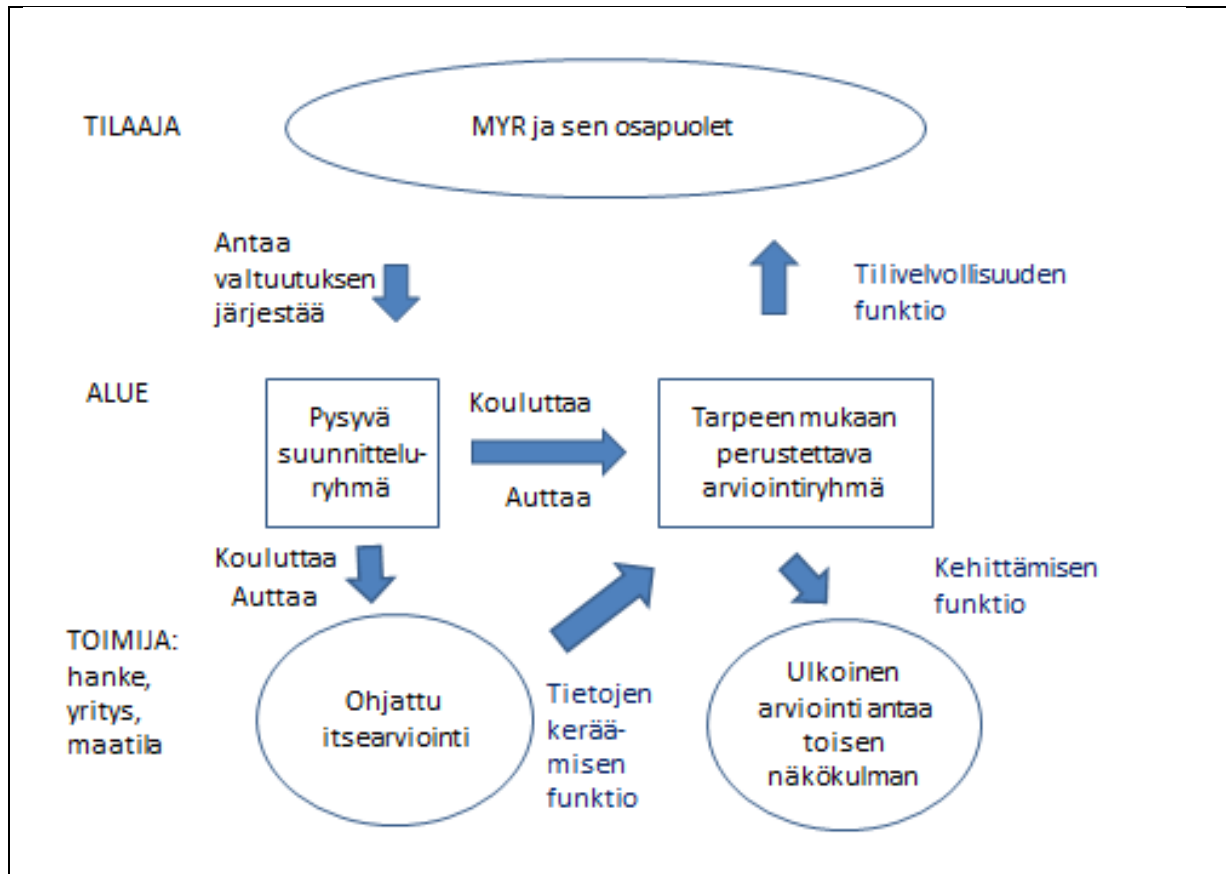 TILAAJA
MYR ja sen osapuolet
Antaa
valtuutuksen
järjestää
Tilivelvollisuuden
funktio
ALUE
Pysyvä
suunnittelu-
ryhmä
Kouluttaa
Auttaa
Tarpeen mukaan
perustettava
arviointiryhmä
Kouluttaa
Auttaa
Kehittämisen
funktio
TOIMIJA:
hanke,
yritys,
maatila
Ohjattu
itsearviointi
Tietojen
kerää-
misen
funktio
Ulkoinen
arviointi antaa
toisen
näkökulman